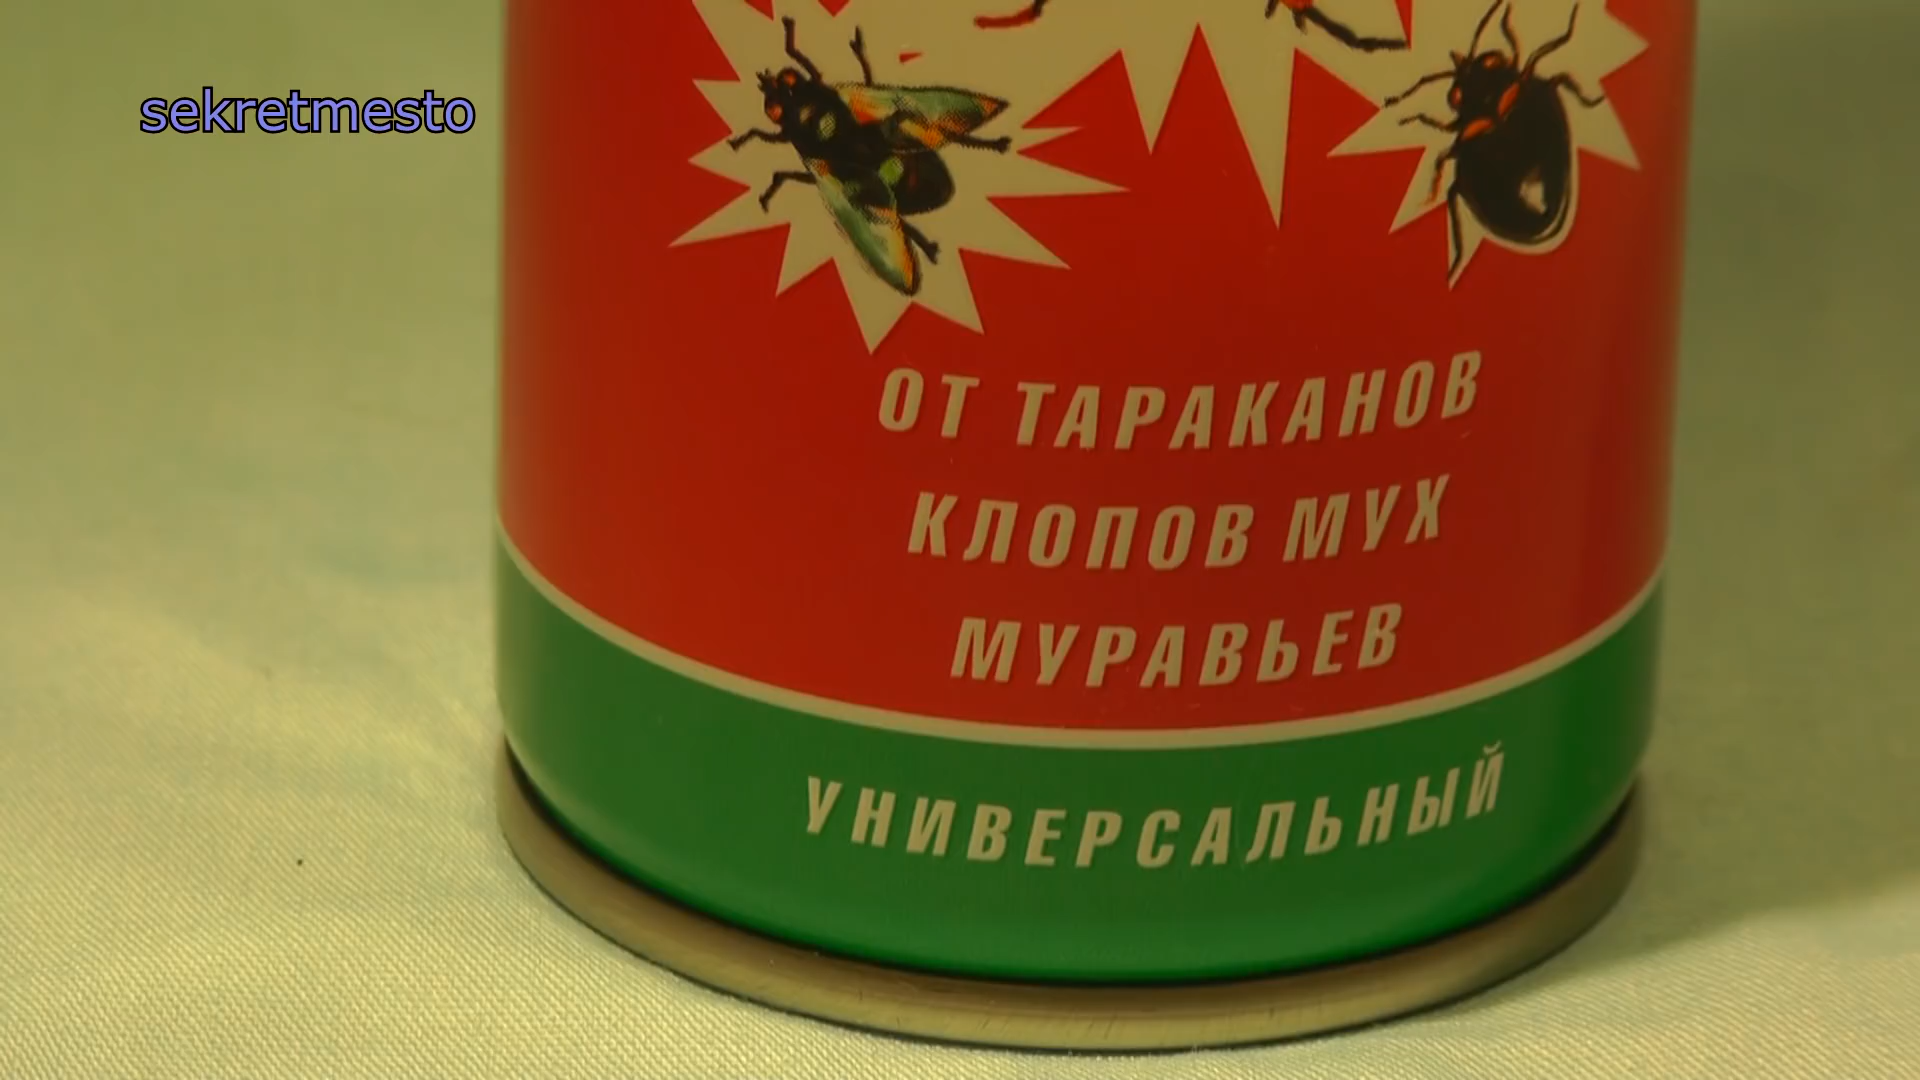 sekretmesto
ОТ ТАРАКАНОВ
КЛОПОВ МУХ
МУРАВЬЕВ
УНИВЕРСАЛЬНЫЙ